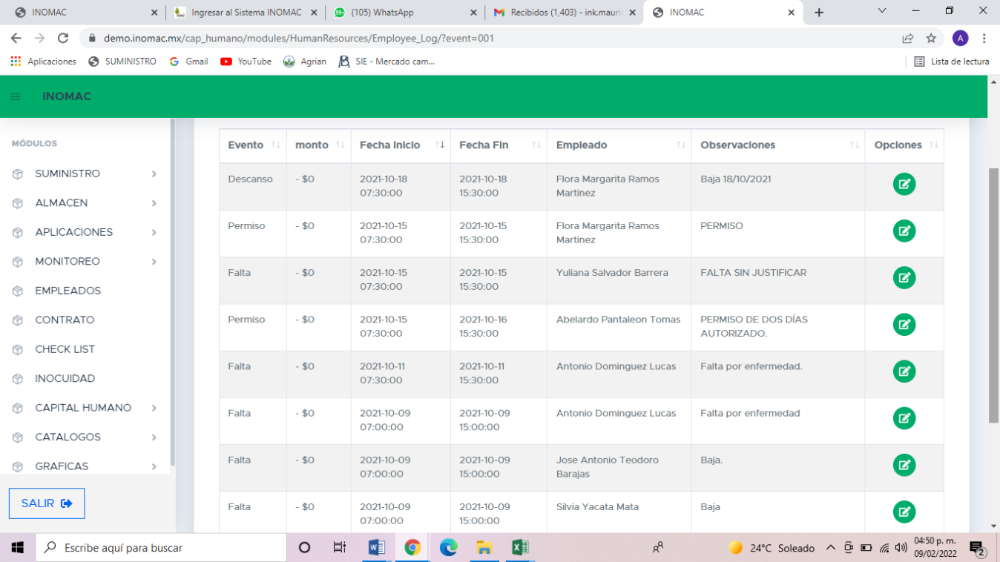 INOMAC
Ingresar al Sistema INOMAC
99+
(105) WhatsApp
Recibidos (1,403) - ink.mauri
INOMAC
demo.inomac.mx/cap_humano/modules/HumanResources/Employee_Log/?event=001
A
Aplicaciones
SUMINISTRO
Gmail
YouTube
Agrian
SIE - Mercado cam...
Lista de lectura
INOMAC
MÓDULOS
SUMINISTRO
ALMACEN
APLICACIONES
MONITOREO
EMPLEADOS
CONTRATO
CHECK LIST
INOCUIDAD
CAPITAL HUMANO
CATALOGOS
GRAFICAS
SALIR
Evento monto Fecha Inicio Fecha Fin Empleado Observaciones Opciones
Descanso - $0 2021-10-18 2021-10-18 Flora Margarita Ramos Baja 18/10/2021
07:30:00 15:30:00 Martinez
Permiso - $0 2021-10-15 2021-10-15 Flora Margarita Ramos PERMISO
07:30:00 15:30:00 Martinez
Falta - $0 2021-10-15 2021-10-15 Yuliana Salvador Barrera FALTA SIN JUSTIFICAR
07:30:00 15:30:00
Permiso - $0 2021-10-15 2021-10-16 Abelardo Pantaleon Tomas PERMISO DE DOS DÍAS
07:30:00 15:30:00 AUTORIZADO.
Falta - $0 2021-10-11 2021-10-11 Antonio Dominguez Lucas Falta por enfermedad.
07:30:00 15:30:00
Falta - $0 2021-10-09 2021-10-09 Antonio Dominguez Lucas Falta por enfermedad
07:00:00 15:00:00
Falta - $0 2021-10-09 2021-10-09 Jose Antonio Teodoro Baja.
07:00:00 15:00:00 Barajas
Falta - $0 2021-10-09 2021-10-09 Silvia Yacata Mata Baja
07:00:00 15:00:00
Escribe aquí para buscar
24°C Soleado
04:50 p. m.
09/02/2022
2